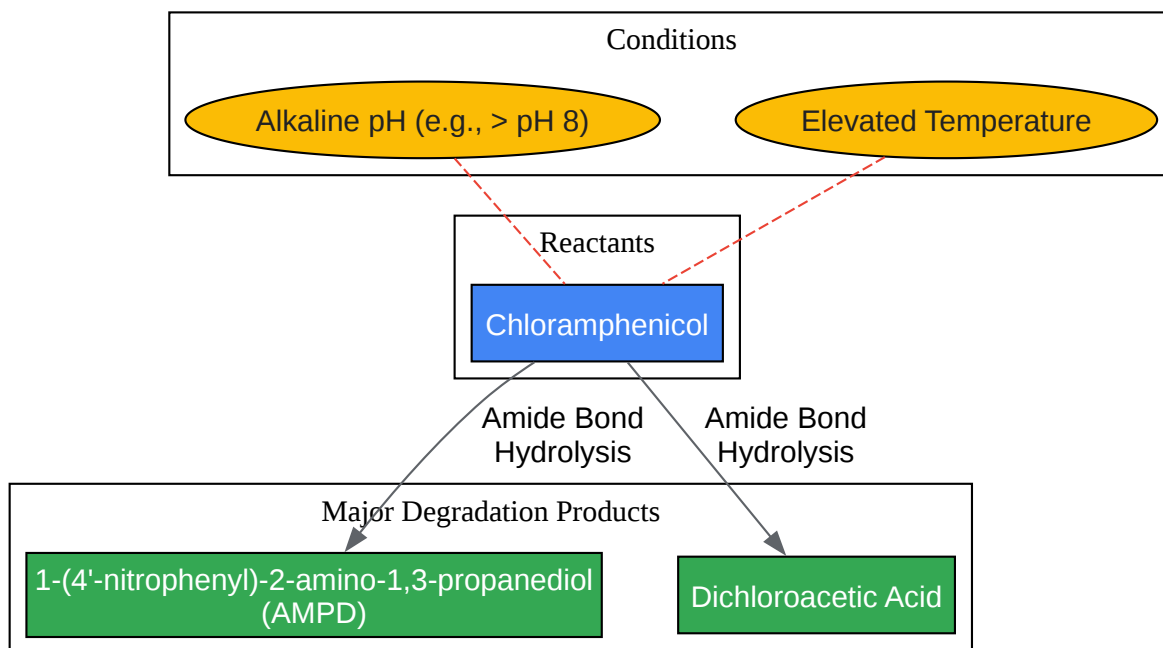 Conditions
Alkaline pH (e.g., > pH 8)
Elevated Temperature
Reactants
Chloramphenicol
Amide Bond
Hydrolysis
Amide Bond
Hydrolysis
Major Degradation Products
1-(4'-nitrophenyl)-2-amino-1,3-propanediol
(AMPD)
Dichloroacetic Acid